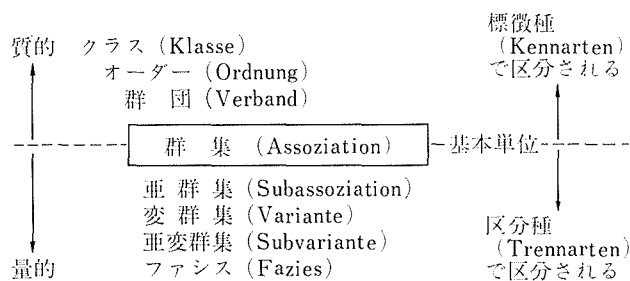 質的
クラス (Klasse)
オーダー (Ordnung)
群団 (Verband)
標徴種
(Kennarten)
で区分される
群集 (Assoziation)
基本単位
亜群集 (Subassoziation)
変群集 (Variante)
亜変群集 (Subvariante)
ファシス (Fazies)
量的
区分種
(Trennarten)
で区分される